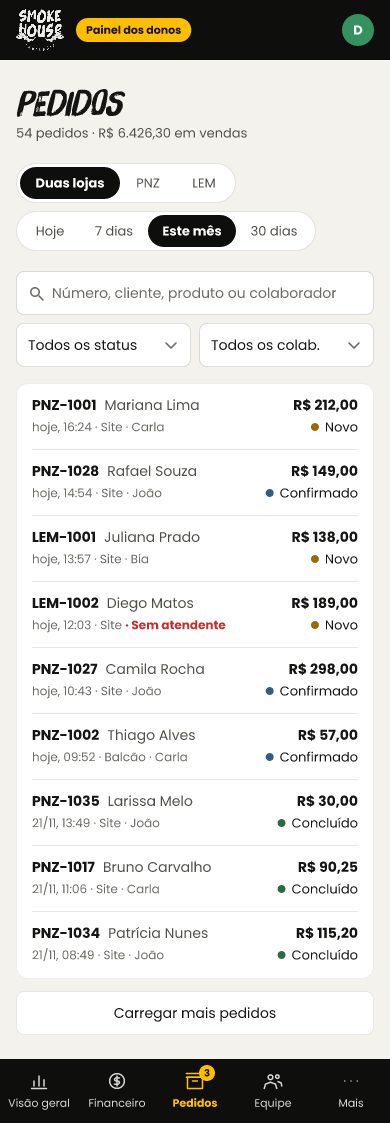 SMOKE
HOUSE
Painel dos donos
D
PEDIDOS
54 pedidos · R$ 6.426,30 em vendas
Duas lojas PNZ LEM
Hoje 7 dias Este mês 30 dias
Número, cliente, produto ou colaborador
Todos os status Todos os colab.
PNZ-1001 Mariana Lima R$ 212,00
hoje, 16:24 · Site · Carla Novo
PNZ-1028 Rafael Souza R$ 149,00
hoje, 14:54 · Site · João Confirmado
LEM-1001 Juliana Prado R$ 138,00
hoje, 13:57 · Site · Bia Novo
LEM-1002 Diego Matos R$ 189,00
hoje, 12:03 · Site · Sem atendente Novo
PNZ-1027 Camila Rocha R$ 298,00
hoje, 10:43 · Site · João Confirmado
PNZ-1002 Thiago Alves R$ 57,00
hoje, 09:52 · Balcão · Carla Confirmado
PNZ-1035 Larissa Melo R$ 30,00
21/11, 13:49 · Site · João Concluído
PNZ-1017 Bruno Carvalho R$ 90,25
21/11, 11:06 · Site · Carla Concluído
PNZ-1034 Patrícia Nunes R$ 115,20
21/11, 08:49 · Site · João Concluído
Carregar mais pedidos
3
Visão geral Financeiro Pedidos Equipe Mais